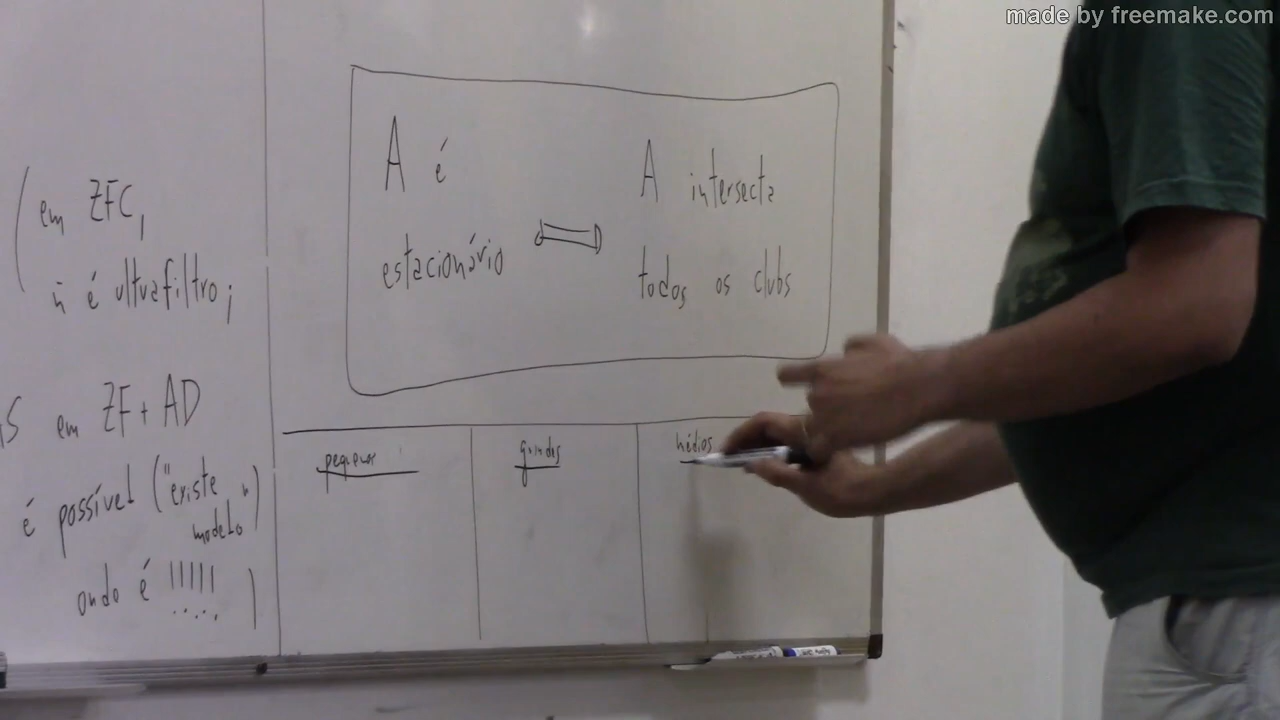 made by freemake.com
(em ZFC,
ñ é ultrafiltro;
em ZF + AD
é possível ("existe
modelo")
onde é !!!!! )
A é
estacionário
A intersecta
todos os clubs
pequenos
grandes
médios